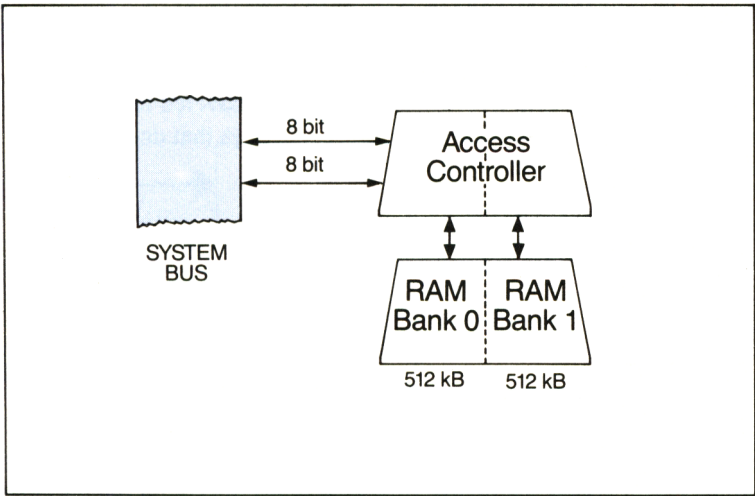 8 bit
8 bit
SYSTEM
BUS
Access
Controller
RAM
Bank 0
RAM
Bank 1
512 kB
512 kB